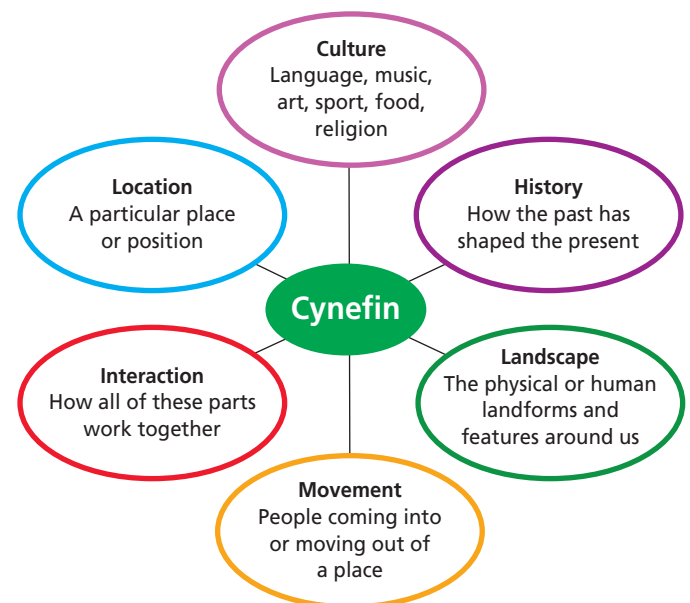 Culture
Language, music,
art, sport, food,
religion
Location
A particular place
or position
History
How the past has
shaped the present
Cynefin
Interaction
How all of these parts
work together
Landscape
The physical or human
landforms and
features around us
Movement
People coming into
or moving out of
a place